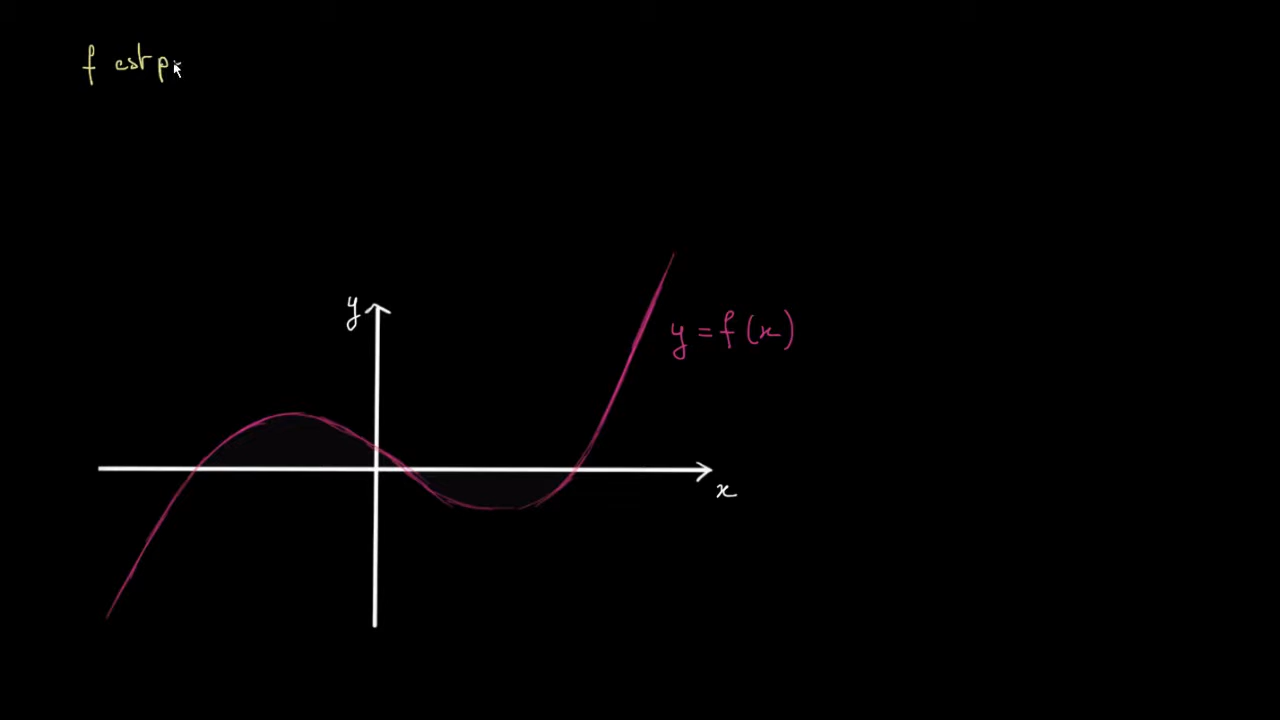 f est p
y
y = f(x)
x